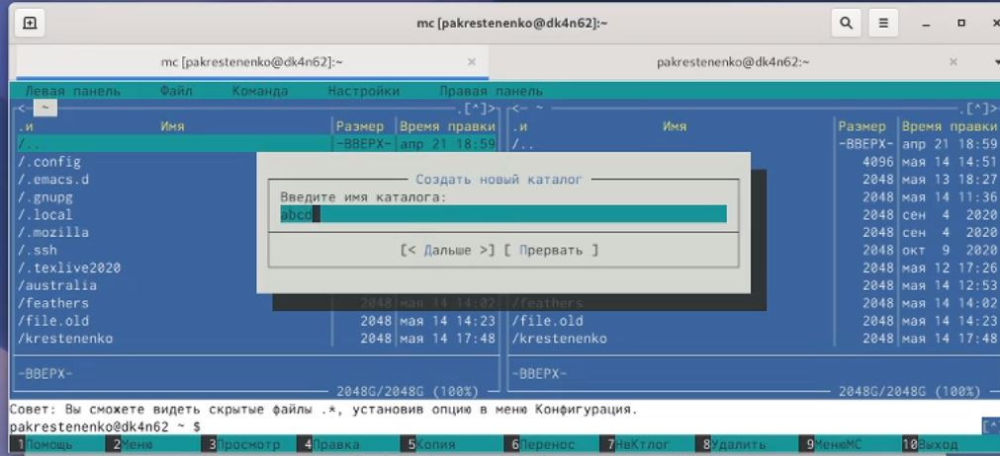 mc [pakrestenenko@dk4n62]:~
mc [pakrestenenko@dk4n62]:~ × pakrestenenko@dk4n62:~ ×
Левая панель Файл Команда Настройки Правая панель
<- ~ .[^]> <- ~ .[^]>
.и Имя Размер Время правки .и Имя Размер Время правки
/.. -ВВЕРХ- апр 21 18:59 /.. -ВВЕРХ- апр 21 18:59
/.config 4096 мая 14 14:51
/.emacs.d Создать новый каталог 2048 мая 13 18:27
/.gnupg Введите имя каталога: 2048 мая 14 11:36
/.local abcd 2048 сен 4 2020
/.mozilla 2048 сен 4 2020
/.ssh [< Дальше >] [ Прервать ] 2048 окт 9 2020
/.texlive2020 2048 мая 12 17:26
/australia 2048 мая 14 12:53
/feathers 2048 мая 14 14:02 /feathers 2048 мая 14 14:02
/file.old 2048 мая 14 14:23 /file.old 2048 мая 14 14:23
/krestenenko 2048 мая 14 17:48 /krestenenko 2048 мая 14 17:48
-ВВЕРХ- -ВВЕРХ-
2048G/2048G (100%) 2048G/2048G (100%)
Совет: Вы сможете видеть скрытые файлы .*, установив опцию в меню Конфигурация.
pakrestenenko@dk4n62 ~ $ [^
1Помощь 2Меню 3Просмотр 4Правка 5Копия 6Перенос 7НвКтлог 8Удалить 9МенюMC 10Выход